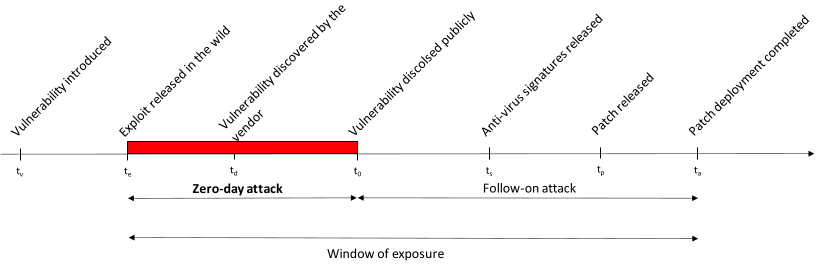 Vulnerability introduced
Exploit released in the wild
Vulnerability discovered by the
vendor
Vulnerability discolsed publicly
Anti-virus signatures released
Patch released
Patch deployment completed
tv
te
td
t0
ts
tp
ta
Zero-day attack
Follow-on attack
Window of exposure